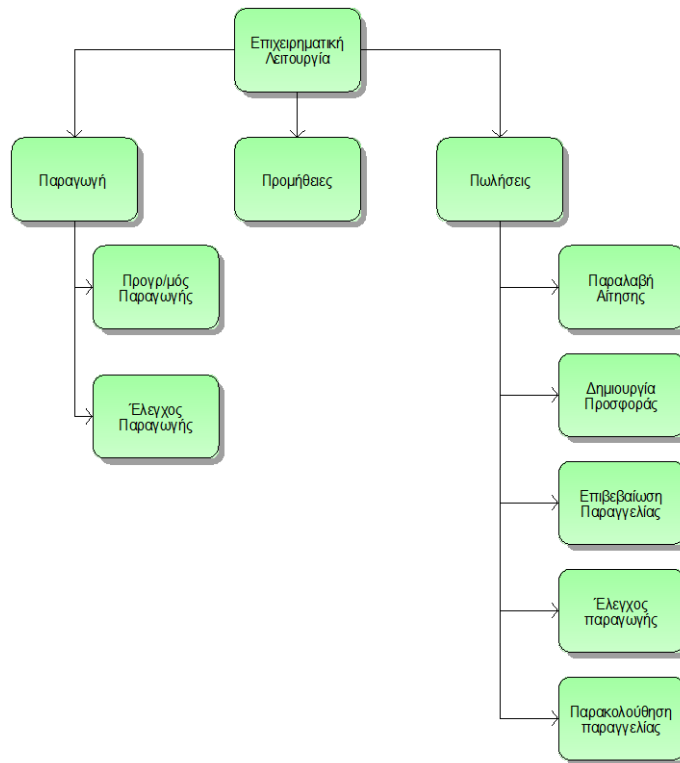 Επιχειρηματική
Λειτουργία
Παραγωγή
Προμήθειες
Πωλήσεις
Προγρ/μός
Παραγωγής
Έλεγχος
Παραγωγής
Παραλαβή
Αίτησης
Δημιουργία
Προσφοράς
Επιβεβαίωση
Παραγγελίας
Έλεγχος
παραγωγής
Παρακολούθηση
παραγγελίας